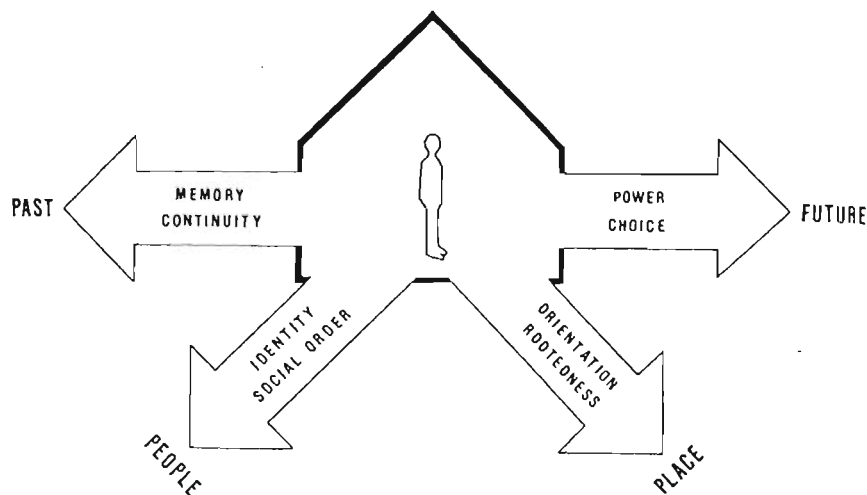 PAST
MEMORY
CONTINUITY
POWER
CHOICE
FUTURE
IDENTITY
SOCIAL ORDER
PEOPLE
ORIENTATION
ROOTEDNESS
PLACE